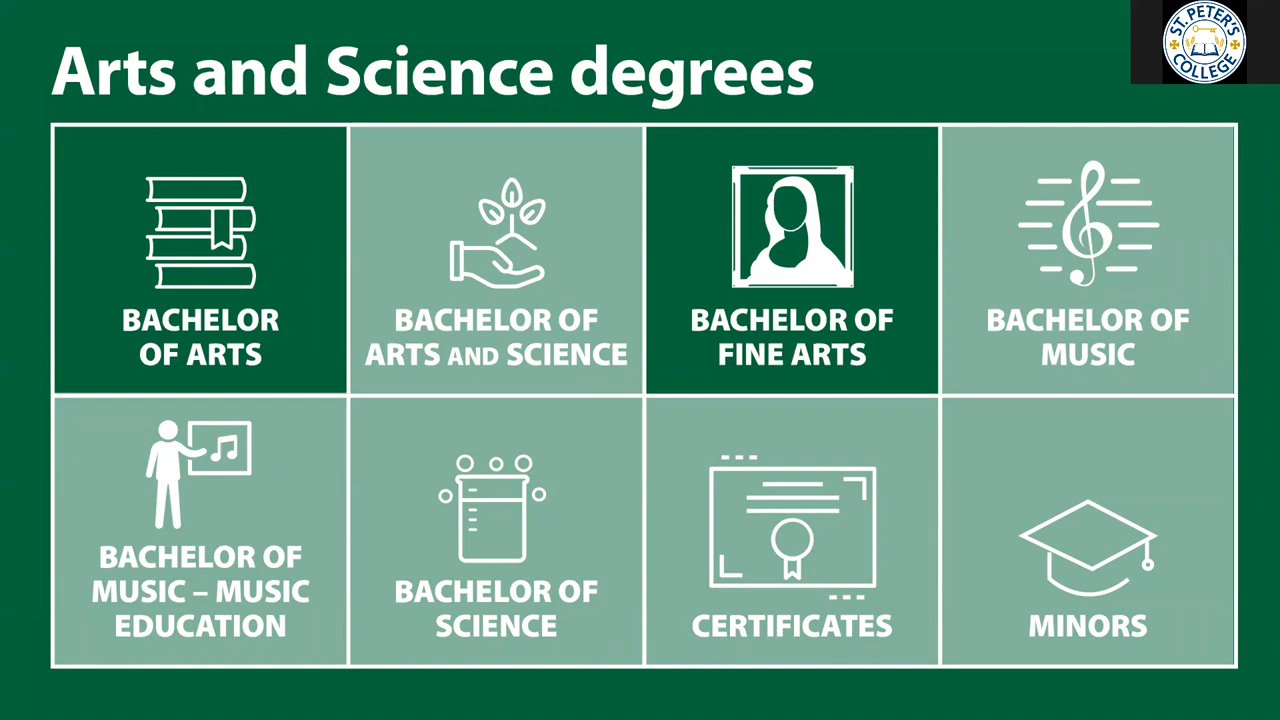 Arts and Science degrees
ST. PETER'S
COLLEGE
BACHELOR
OF ARTS
BACHELOR OF
ARTS AND SCIENCE
BACHELOR OF
FINE ARTS
BACHELOR OF
MUSIC
BACHELOR OF
MUSIC – MUSIC
EDUCATION
BACHELOR OF
SCIENCE
CERTIFICATES
MINORS